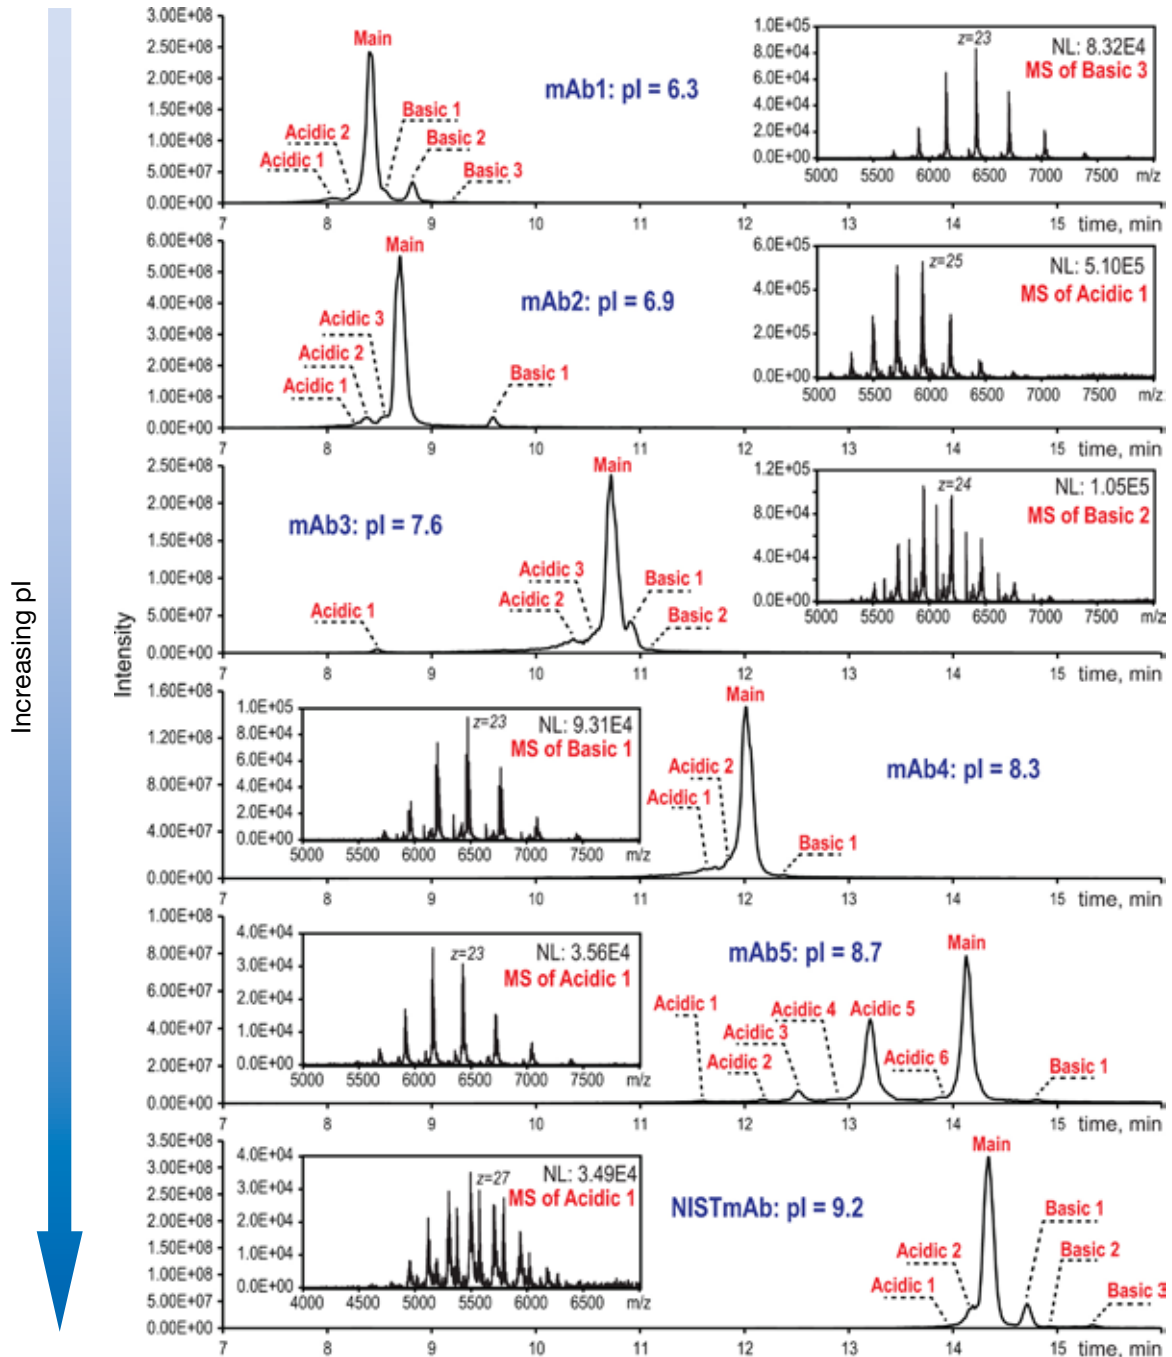 Increasing pI
Intensity
3.00E+08
2.50E+08
2.00E+08
1.50E+08
1.00E+08
5.00E+07
0.00E+00
Main
Acidic 2
Acidic 1
Basic 1
Basic 2
Basic 3
mAb1: pI = 6.3
1.0E+05
8.0E+04
6.0E+04
4.0E+04
2.0E+04
0.0E+00
z=23
NL: 8.32E4
MS of Basic 3
5000 5500 6000 6500 7000 7500 m/z
7 8 9 10 11 12 13 14 time, min
6.00E+08
5.00E+08
4.00E+08
3.00E+08
2.00E+08
1.00E+08
0.00E+00
Main
Acidic 3
Acidic 2
Acidic 1
Basic 1
mAb2: pI = 6.9
6.0E+05
4.0E+05
2.0E+05
0.0E+00
z=25
NL: 5.10E5
MS of Acidic 1
5000 5500 6000 6500 7000 7500 m/z
7 8 9 10 11 12 13 14 time, min
2.50E+08
2.00E+08
1.50E+08
1.00E+08
5.00E+07
0.00E+00
Main
mAb3: pI = 7.6
Acidic 3
Acidic 2
Acidic 1
Basic 1
Basic 2
1.2E+05
8.0E+04
4.0E+04
0.0E+00
z=24
NL: 1.05E5
MS of Basic 2
5000 5500 6000 6500 7000 7500 m/z
7 8 9 10 11 12 13 14 time, min
1.60E+08
1.20E+08
8.00E+07
4.00E+07
0.00E+00
1.0E+05
8.0E+04
6.0E+04
4.0E+04
2.0E+04
0.0E+00
z=23
NL: 9.31E4
MS of Basic 1
5000 5500 6000 6500 7000 7500 m/z
Main
Acidic 2
Acidic 1
Basic 1
mAb4: pI = 8.3
7 8 9 10 11 12 13 14 15 time, min
1.00E+08
8.00E+07
6.00E+07
4.00E+07
2.00E+07
0.00E+00
4.0E+04
3.0E+04
2.0E+04
1.0E+04
0.0E+00
z=23
NL: 3.56E4
MS of Acidic 1
5000 5500 6000 6500 7000 7500 m/z
mAb5: pI = 8.7
Main
Acidic 1
Acidic 2
Acidic 3
Acidic 4
Acidic 5
Acidic 6
Basic 1
7 8 9 10 11 12 13 14 15 time, min
3.50E+08
3.00E+08
2.50E+08
2.00E+08
1.50E+08
1.00E+08
5.00E+07
0.00E+00
4.0E+04
3.0E+04
2.0E+04
1.0E+04
0.0E+00
z=27
NL: 3.49E4
MS of Acidic 1
4000 4500 5000 5500 6000 6500 m/z
NISTmAb: pI = 9.2
Main
Acidic 2
Acidic 1
Basic 1
Basic 2
Basic 3
7 8 9 10 11 12 13 14 15 time, min